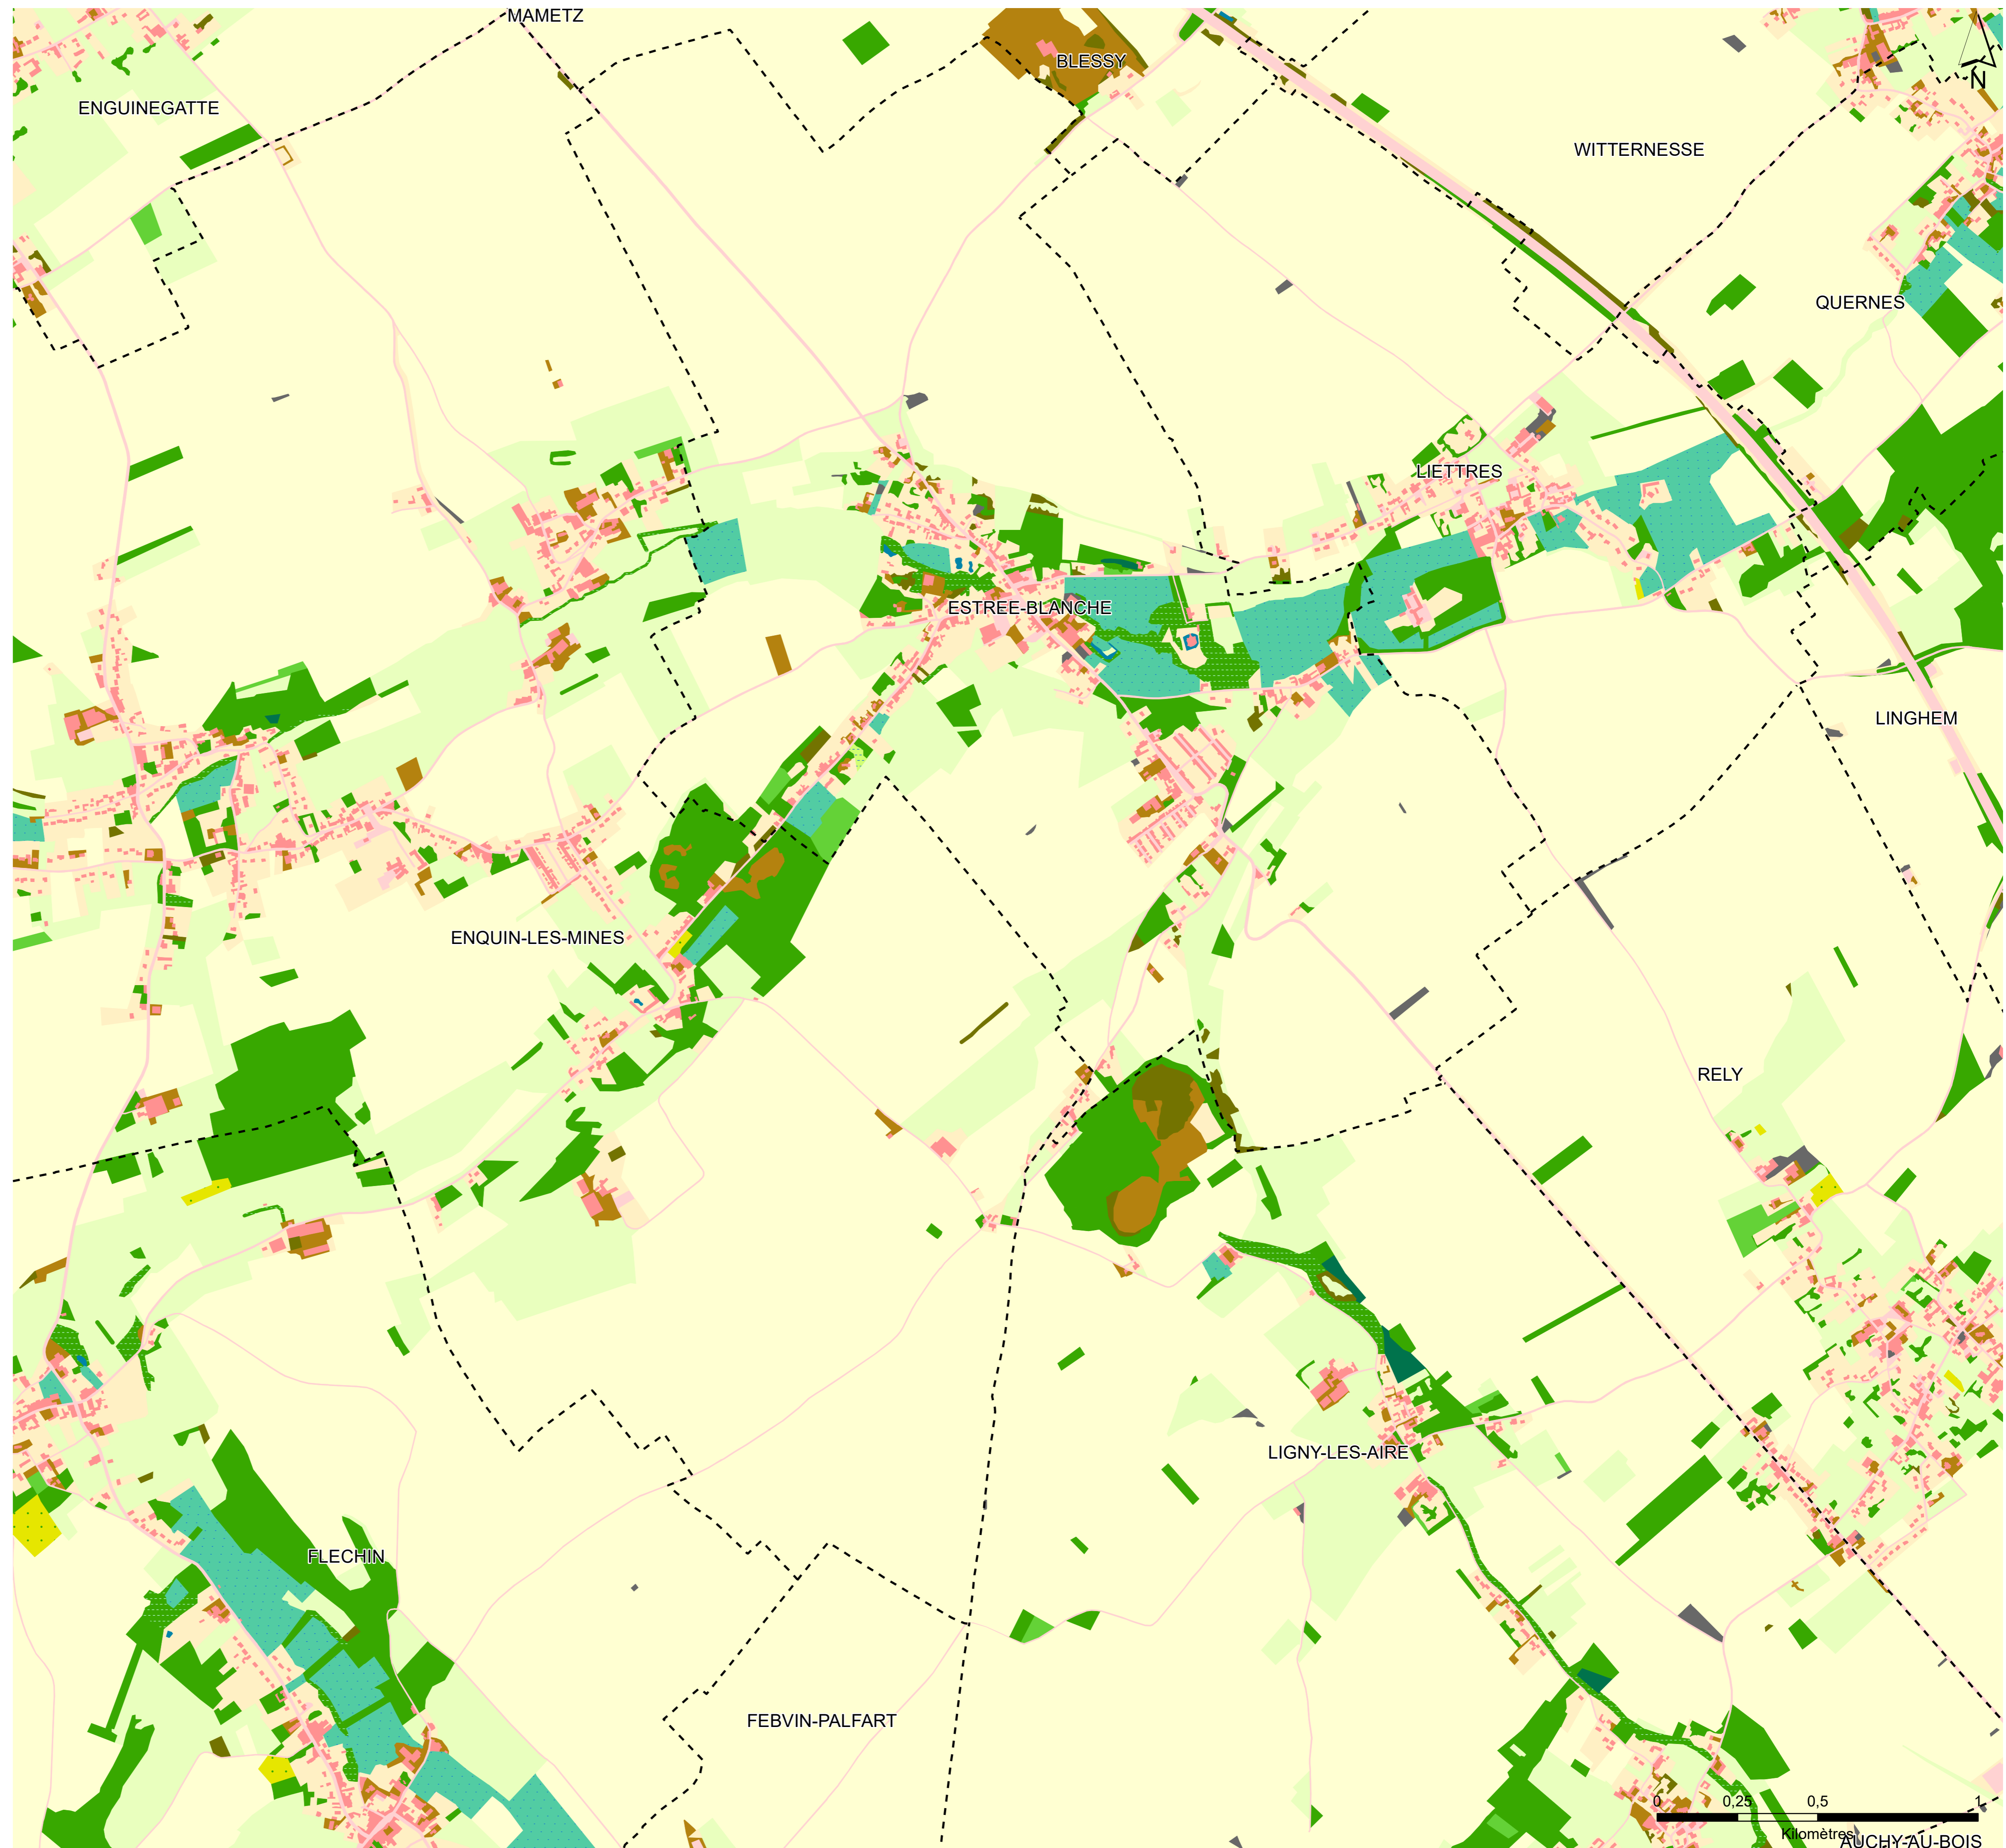 MAMETZ
BLESSY
N
ENGUINEGATTE
WITTERNESSE
QUERNES
LIETTRES
ESTREE-BLANCHE
LINGHEM
ENQUIN-LES-MINES
RELY
LIGNY-LES-AIRE
FLECHIN
FEBVIN-PALFART
0 0,25 0,5 1
Kilomètres
AUCHY-AU-BOIS